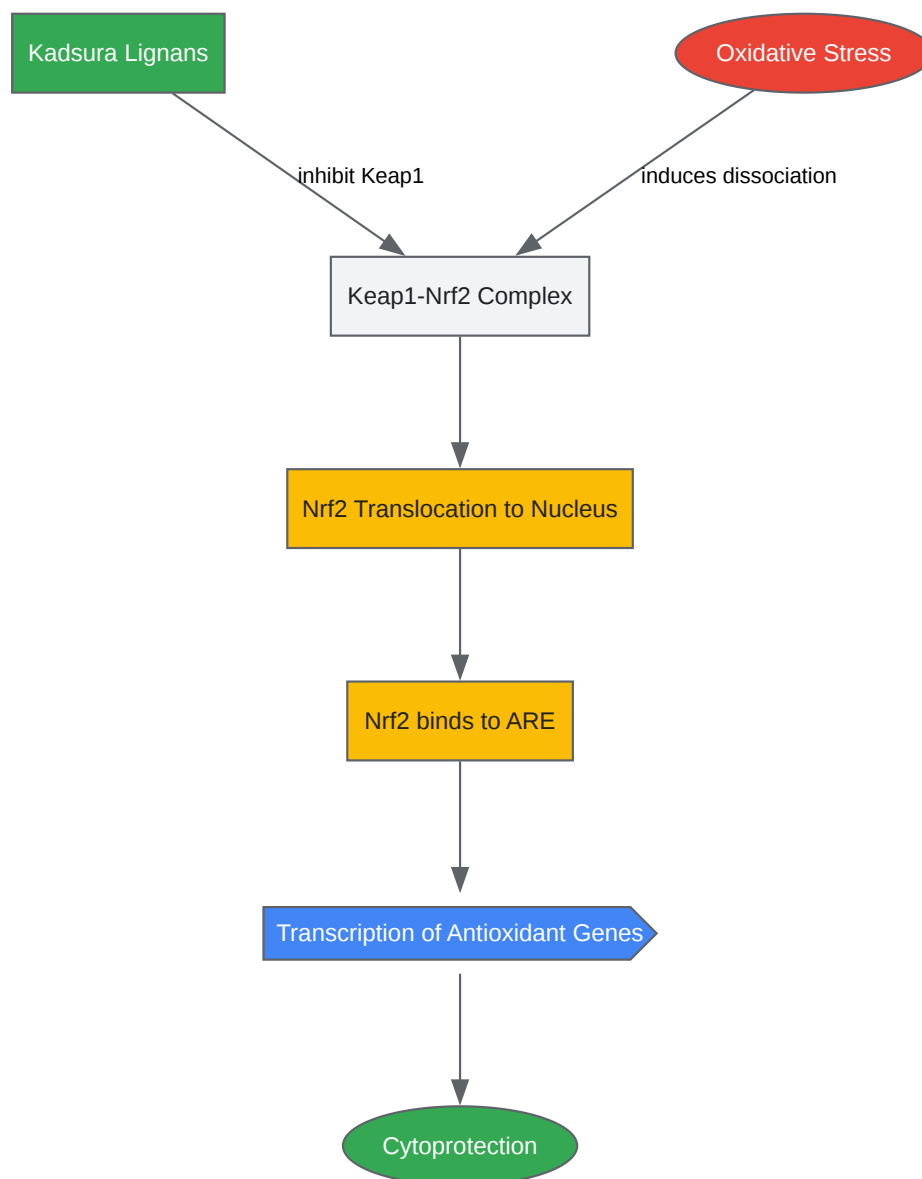 Kadsura Lignans
Oxidative Stress
inhibit Keap1
induces dissociation
Keap1-Nrf2 Complex
Nrf2 Translocation to Nucleus
Nrf2 binds to ARE
Transcription of Antioxidant Genes
Cytoprotection